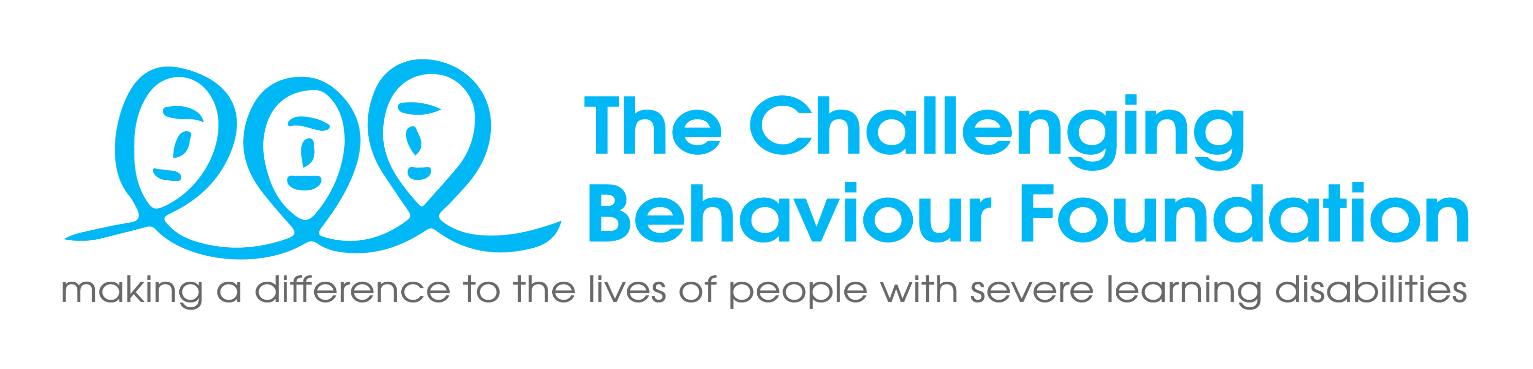 The Challenging
Behaviour Foundation
making a difference to the lives of people with severe learning disabilities